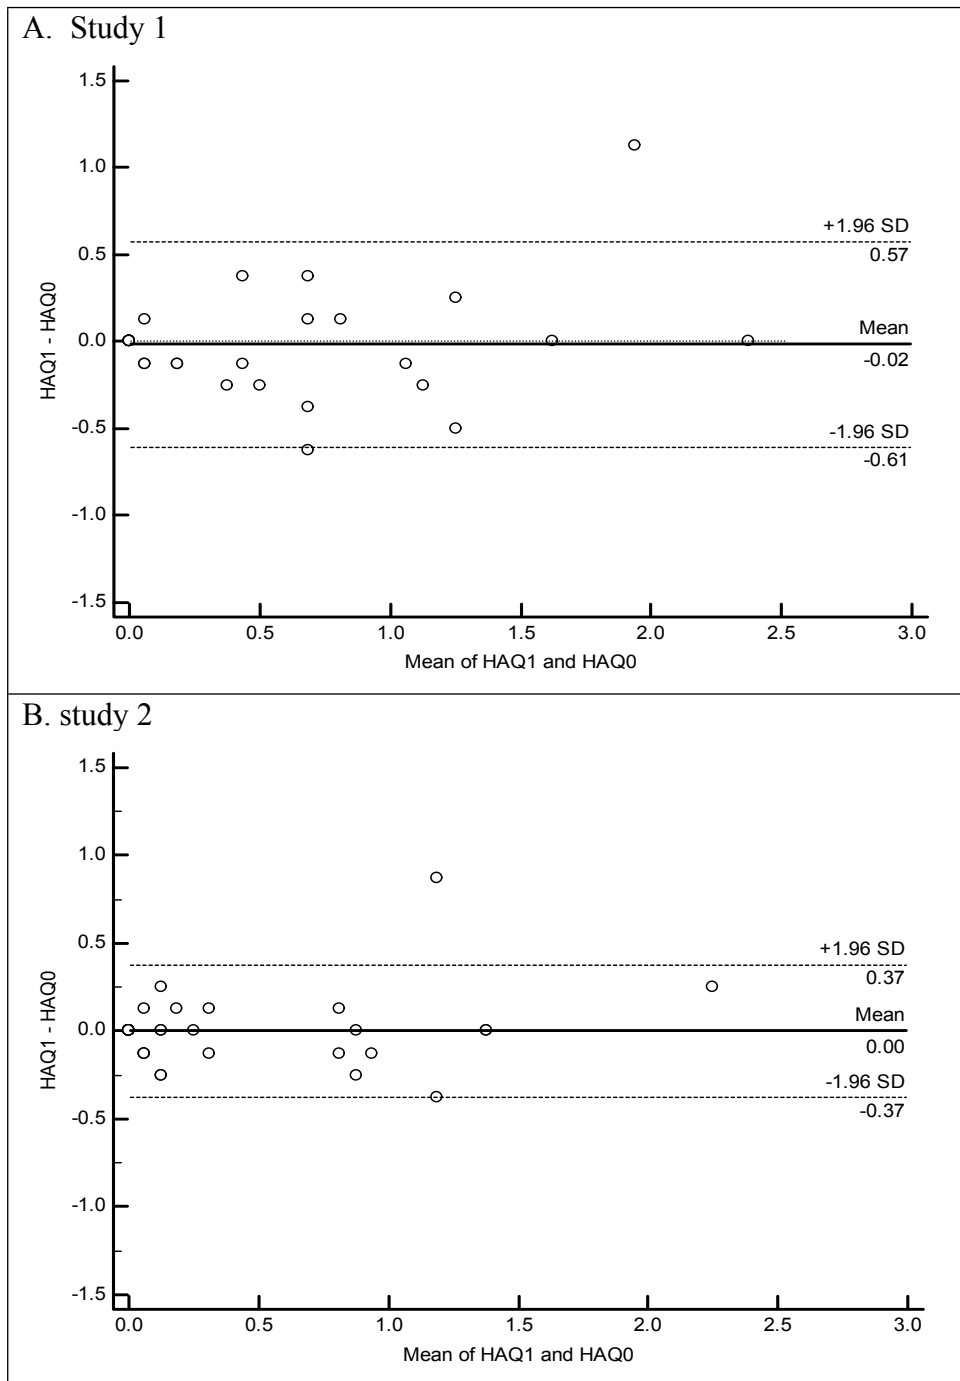 A. Study 1
1.5
1.0
+1.96 SD
0.5
0.57
HAQ1 - HAQ0
Mean
0.0
-0.02
-0.5
-1.96 SD
-0.61
-1.0
-1.5
0.0 0.5 1.0 1.5 2.0 2.5 3.0
Mean of HAQ1 and HAQ0
B. study 2
1.5
1.0
0.5
+1.96 SD
0.37
HAQ1 - HAQ0
Mean
0.0
0.00
-1.96 SD
-0.37
-0.5
-1.0
-1.5
0.0 0.5 1.0 1.5 2.0 2.5 3.0
Mean of HAQ1 and HAQ0